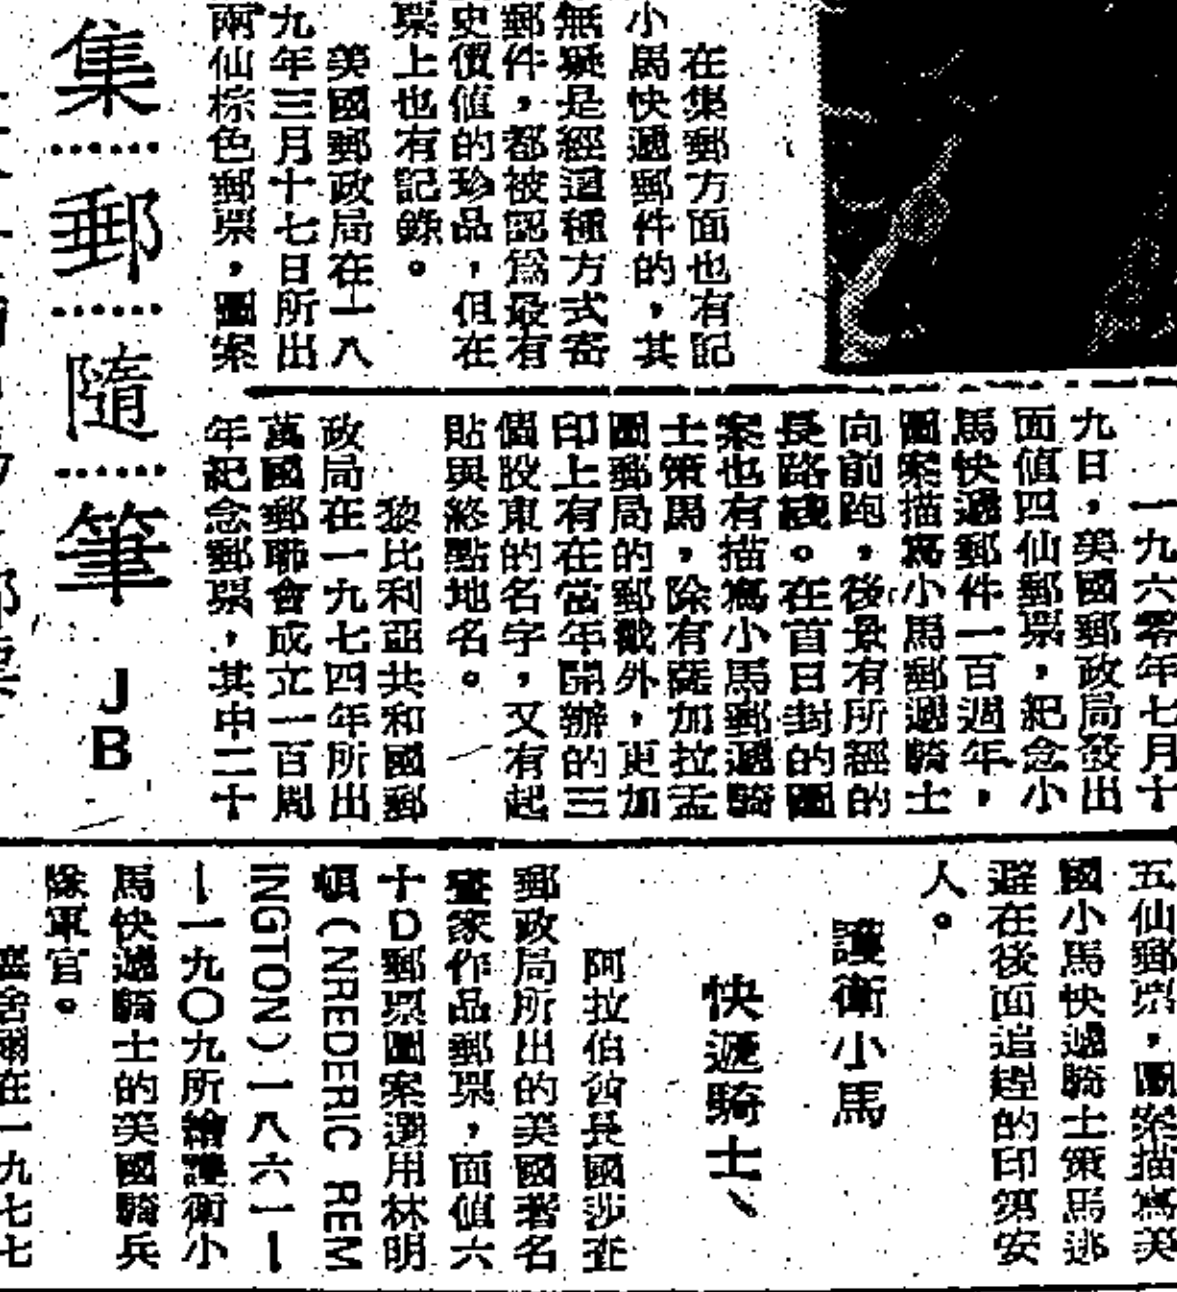 在集郵方面也有記
小馬快遞郵件的，其
無疑是經這種方式寄
郵件，都被認爲最有
史價值的珍品，但在
票上也有記錄。
美國郵政局在一八
九年三月十七日所出
兩仙棕色郵票，圖案
集……郵……隨……筆 JB
一九六零年七月十
九日，美國郵政局發出
面值四仙郵票，紀念小
馬快遞郵件一百週年，
圖案描寫小馬郵遞騎士
向前跑，後景有所經的
長路綫。在首日封的圖
案也有描寫小馬郵遞騎
士策馬，除有薩加拉孟
圖郵局的郵戳外，更加
印上有在當年開辦的三
個股東的名字，又有起
點與終點地名。
黎比利亞共和國郵
政局在一九七四年所出
萬國郵聯會成立一百周
年紀念郵票，其中二十
五仙郵票，圖案描寫美
國小馬快遞騎士策馬逃
避在後面追趕的印第安
人。
護衛小馬
快遞騎士、
阿拉伯酋長國沙查
郵政局所出的美國著名
畫家作品郵票，面值六
十D郵票圖案選用林明
頓（NREDERIC REM
INGTON）一八六一—
—一九〇九所繪護衛小
馬快遞騎士的美國騎兵
隊軍官。
舍爾在一九七七